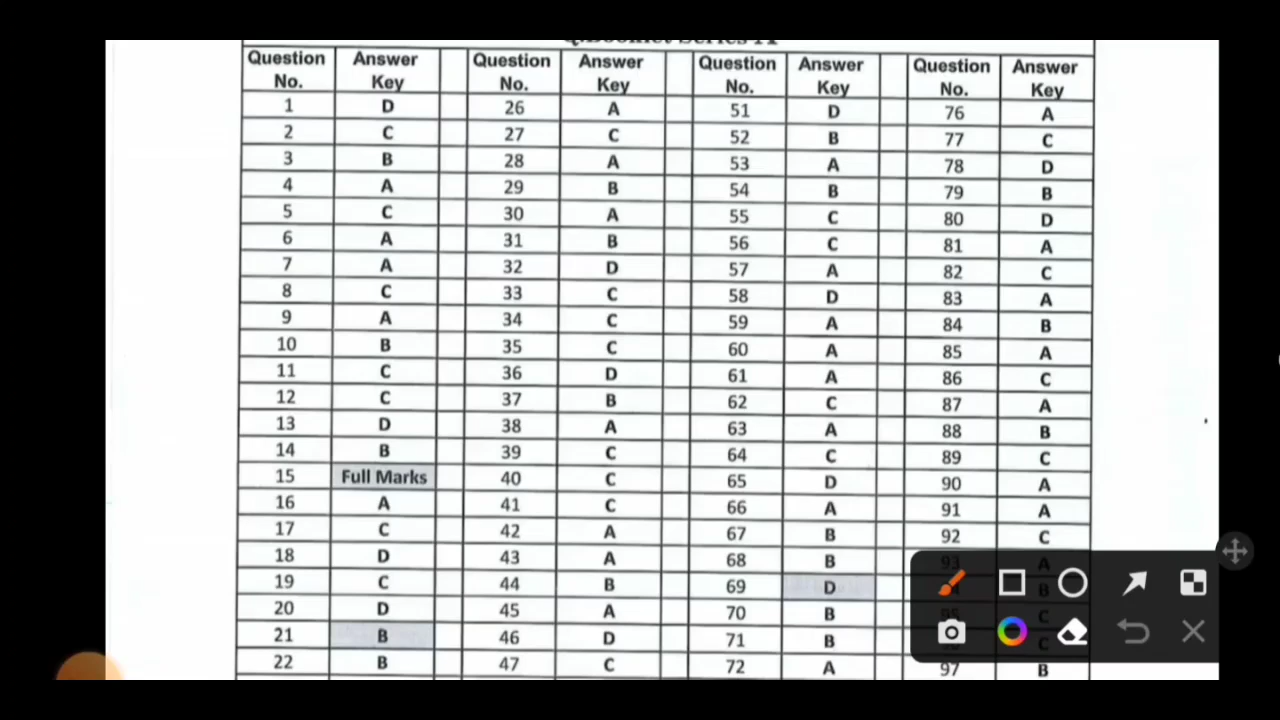 Q.Booklet Series-A
Question No. Answer Key Question No. Answer Key Question No. Answer Key Question No. Answer Key
1 D 26 A 51 D 76 A
2 C 27 C 52 B 77 C
3 B 28 A 53 A 78 D
4 A 29 B 54 B 79 B
5 C 30 A 55 C 80 D
6 A 31 B 56 C 81 A
7 A 32 D 57 A 82 C
8 C 33 C 58 D 83 A
9 A 34 C 59 A 84 B
10 B 35 C 60 A 85 A
11 C 36 D 61 A 86 C
12 C 37 B 62 C 87 A
13 D 38 A 63 A 88 B
14 B 39 C 64 C 89 C
15 Full Marks 40 C 65 D 90 A
16 A 41 C 66 A 91 A
17 C 42 A 67 B 92 C
18 D 43 A 68 B 93 A
19 C 44 B 69 D B
20 D 45 A 70 B 95 C
21 B 46 D 71 B C
22 B 47 C 72 A 97 B